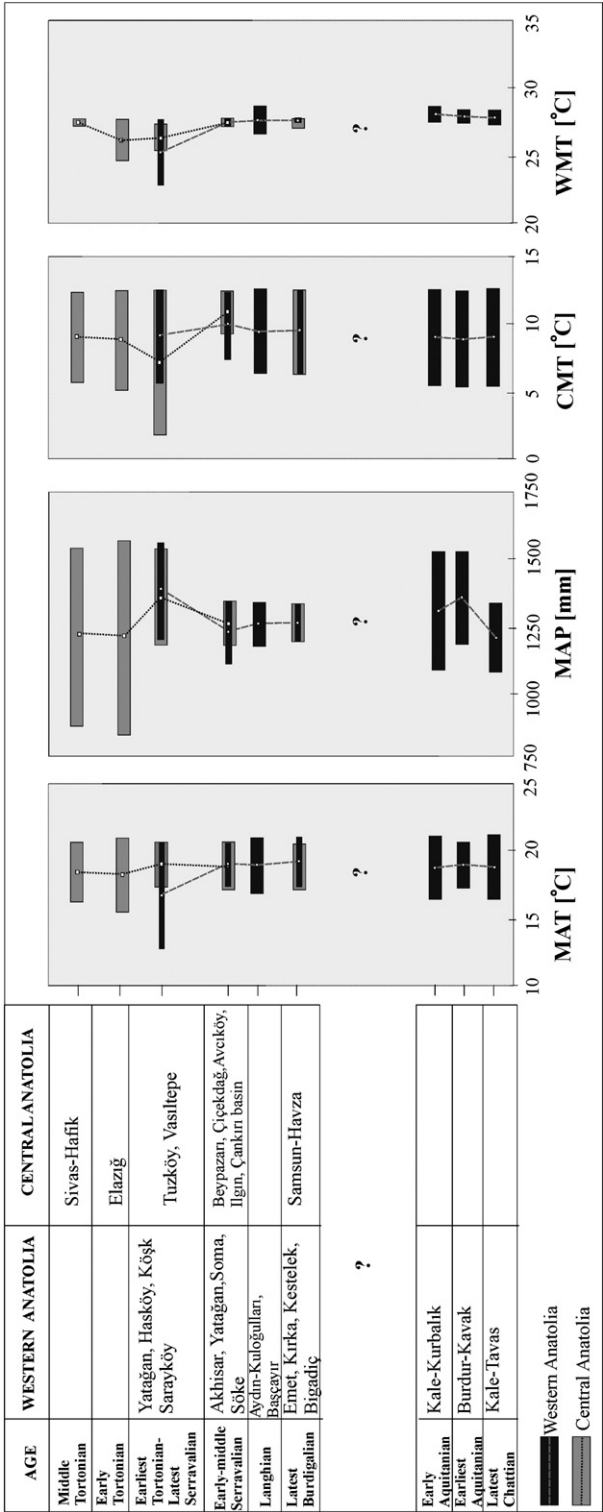 AGE WESTERN ANATOLIA CENTRAL ANATOLIA
Middle
Tortonian
Sivas-Hafik
Early
Tortonian
Elazığ
Earliest
Tortonian-
Latest
Serravalian
Yatağan, Hasköy, Köşk
Sarayköy
Tuzköy, Vasıltepe
Early-middle
Serravalian
Akhisar, Yatağan,Soma,
Söke
Beypazarı, Çiçekdağ,Avcıköy,
Ilgın, Çankırı basin
Langhian
Aydın-Kuloğulları,
Başçayır
Latest
Burdigalian
Emet, Kırka, Kestelek,
Bigadiç
Samsun-Havza
? ? ? ? ?
Early
Aquitanian
Kale-Kurbalık
Earliest
Aquitanian
Burdur-Kavak
Latest
Chattian
Kale-Tavas
10 15 20 25
MAT [°C]
750 1000 1250 1500 1750
MAP [mm]
0 5 10 15
CMT [°C]
20 25 30 35
WMT [°C]
Western Anatolia
Central Anatolia